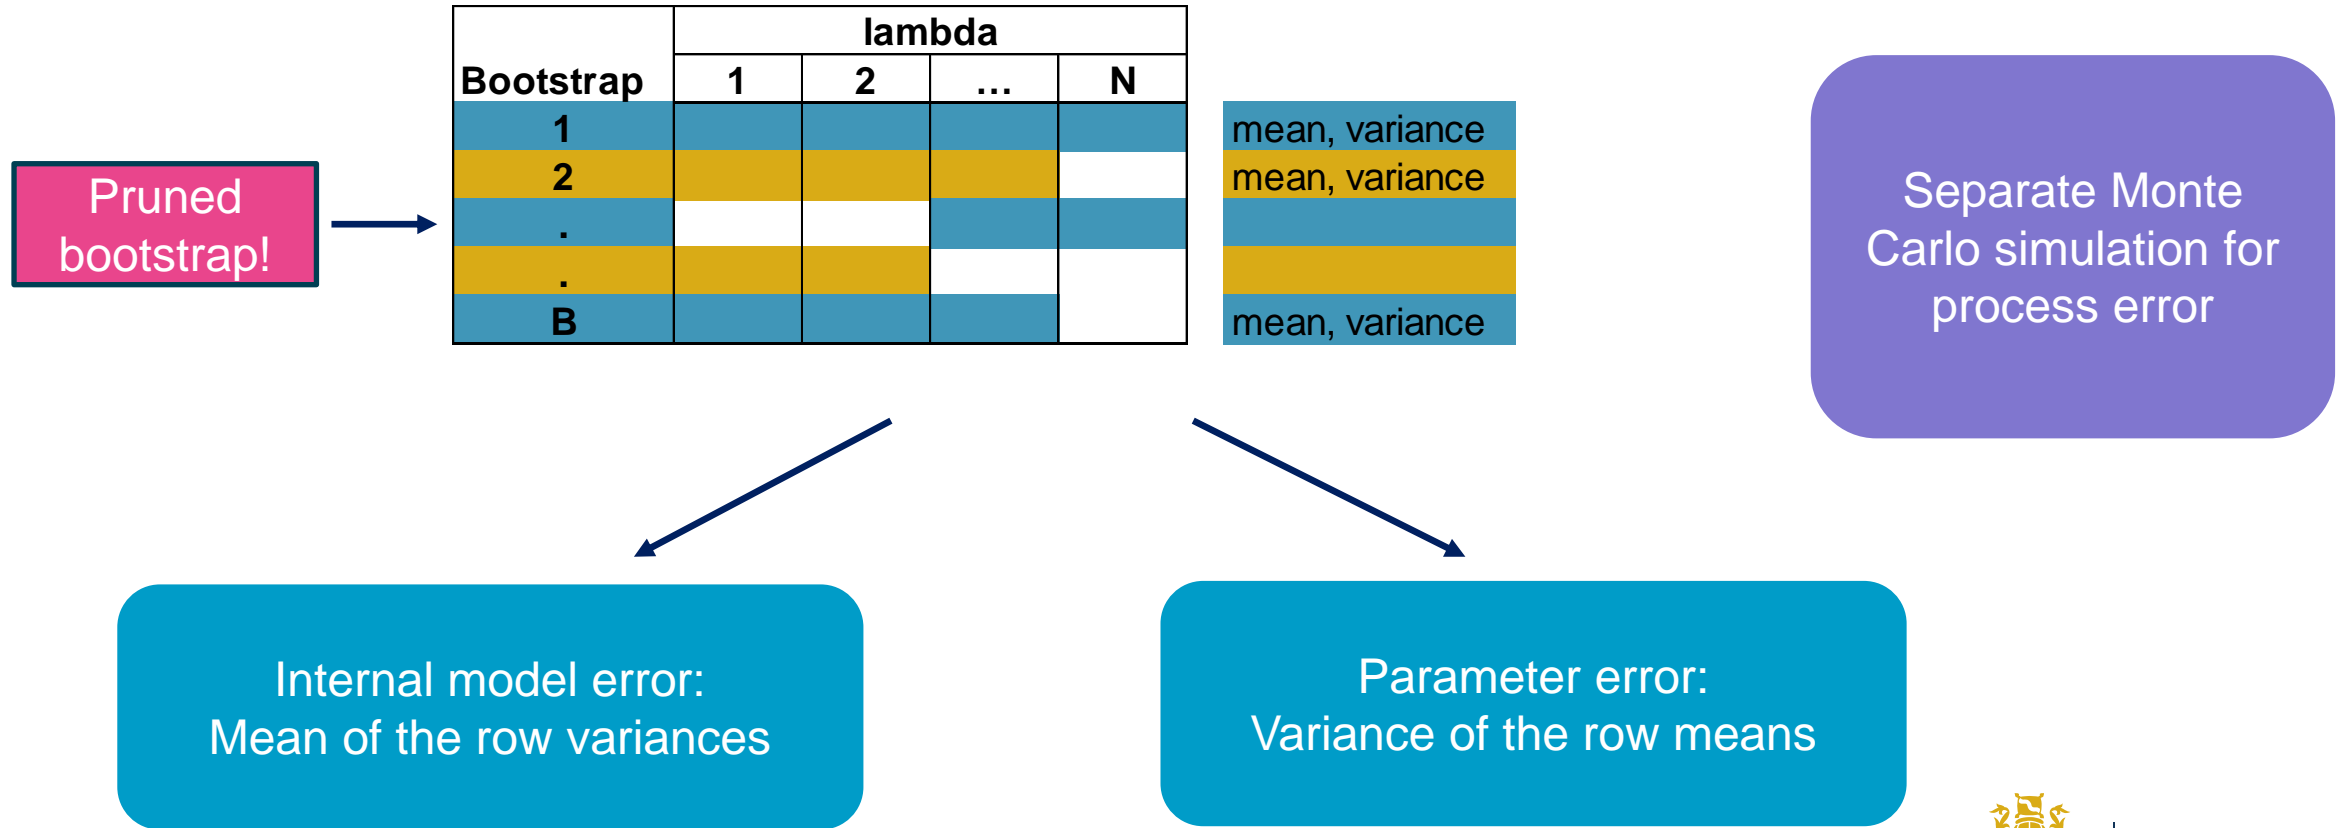 lambda
Bootstrap 1 2 … N
1 mean, variance
2 mean, variance
.
.
B mean, variance
Pruned
bootstrap!
Separate Monte
Carlo simulation for
process error
Internal model error:
Mean of the row variances
Parameter error:
Variance of the row means